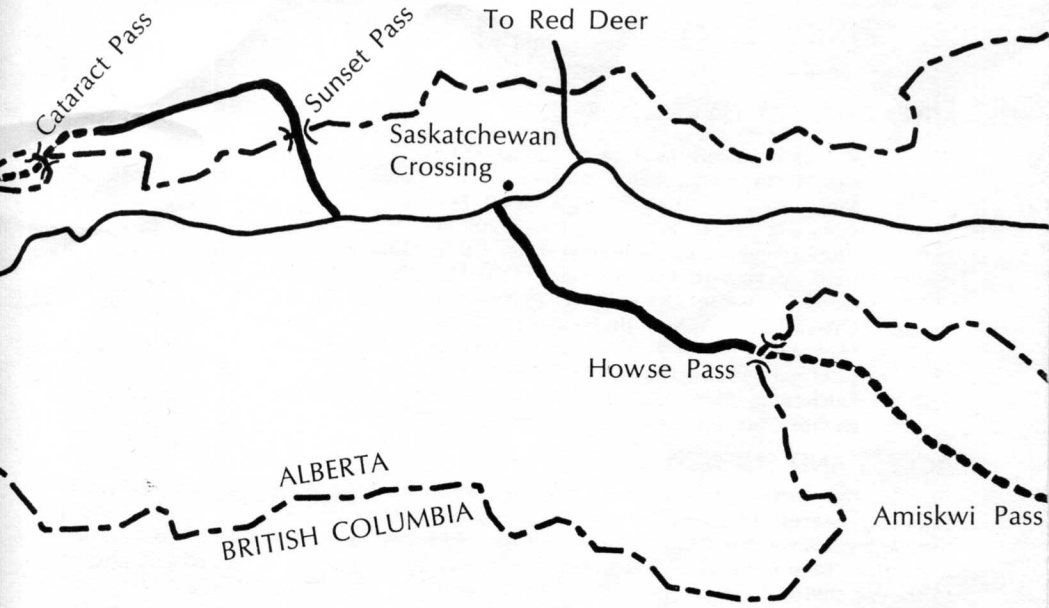 To Red Deer
Cataract Pass
Sunset Pass
Saskatchewan
Crossing
Howse Pass
ALBERTA
BRITISH COLUMBIA
Amiskwi Pass